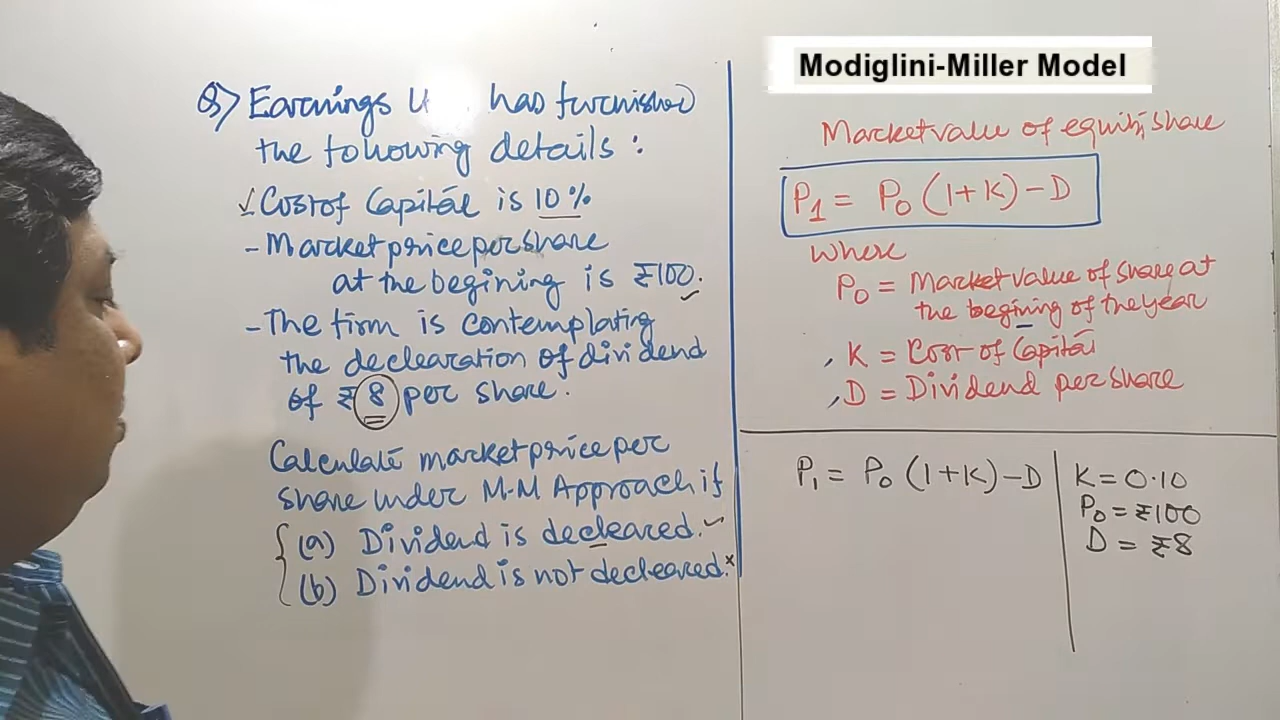 Modiglini-Miller Model
Q) Earnings has furnished
the following details :
Cost of Capital is 10%
- Market price per share
at the begining is ₹100.
- The firm is contemplating
the declearation of dividend
of ₹ 8 per share.
Calculate market price per
share under M.M Approach if
(a) Dividend is decleared.
(b) Dividend is not decleared.
Market value of equity share
P1 = P0 (1+K) - D
Where
P0 = Market value of share at
the begining of the year
K = Cost of Capital
D = Dividend per share
P1 = P0 (1+K) - D
K = 0.10
P0 = ₹100
D = ₹8